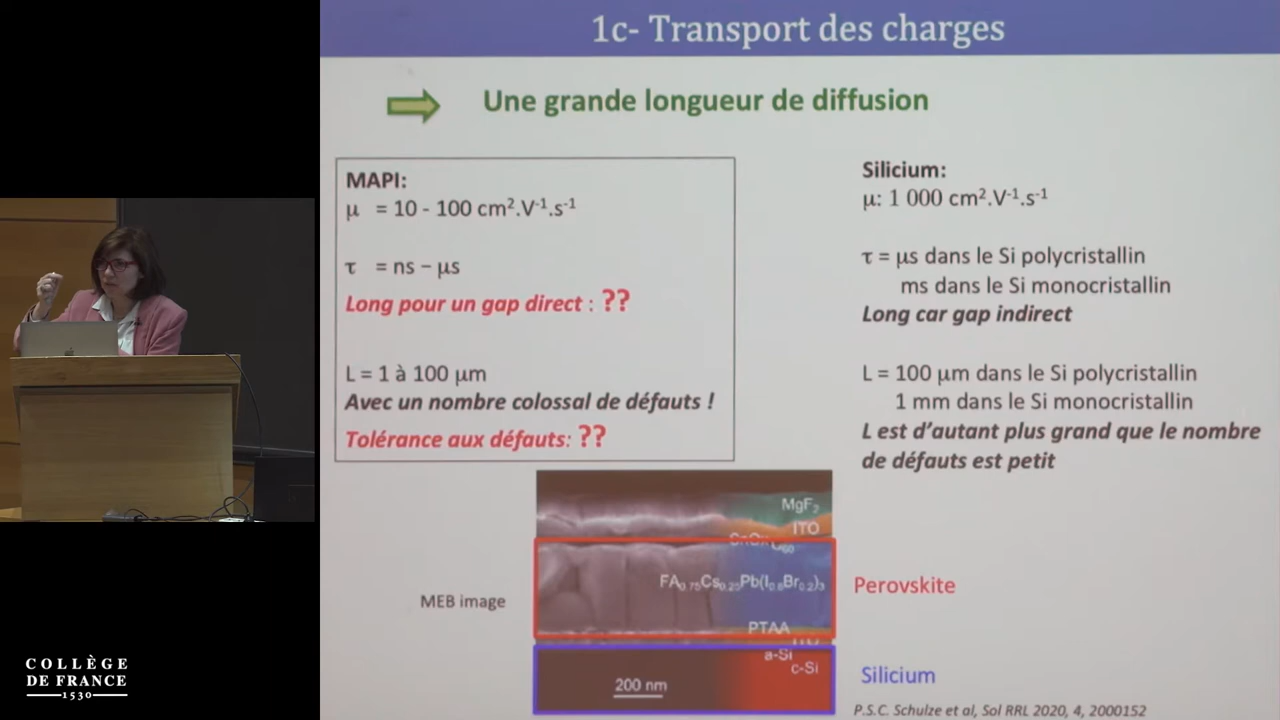 1c- Transport des charges
Une grande longueur de diffusion
MAPI:
μ = 10 - 100 cm².V⁻¹.s⁻¹
τ = ns – μs
Long pour un gap direct : ??
L = 1 à 100 μm
Avec un nombre colossal de défauts !
Tolérance aux défauts: ??
Silicium:
μ: 1 000 cm².V⁻¹.s⁻¹
τ = μs dans le Si polycristallin
ms dans le Si monocristallin
Long car gap indirect
L = 100 μm dans le Si polycristallin
1 mm dans le Si monocristallin
L est d'autant plus grand que le nombre
de défauts est petit
MEB image
MgF₂
ITO
C₆₀
FA₀.₇₅Cs₀.₂₅Pb(I₀.₈Br₀.₂)₃
PTAA
a-Si
c-Si
200 nm
Perovskite
Silicium
P.S.C. Schulze et al, Sol RRL 2020, 4, 2000152
COLLÈGE
DE FRANCE
1530